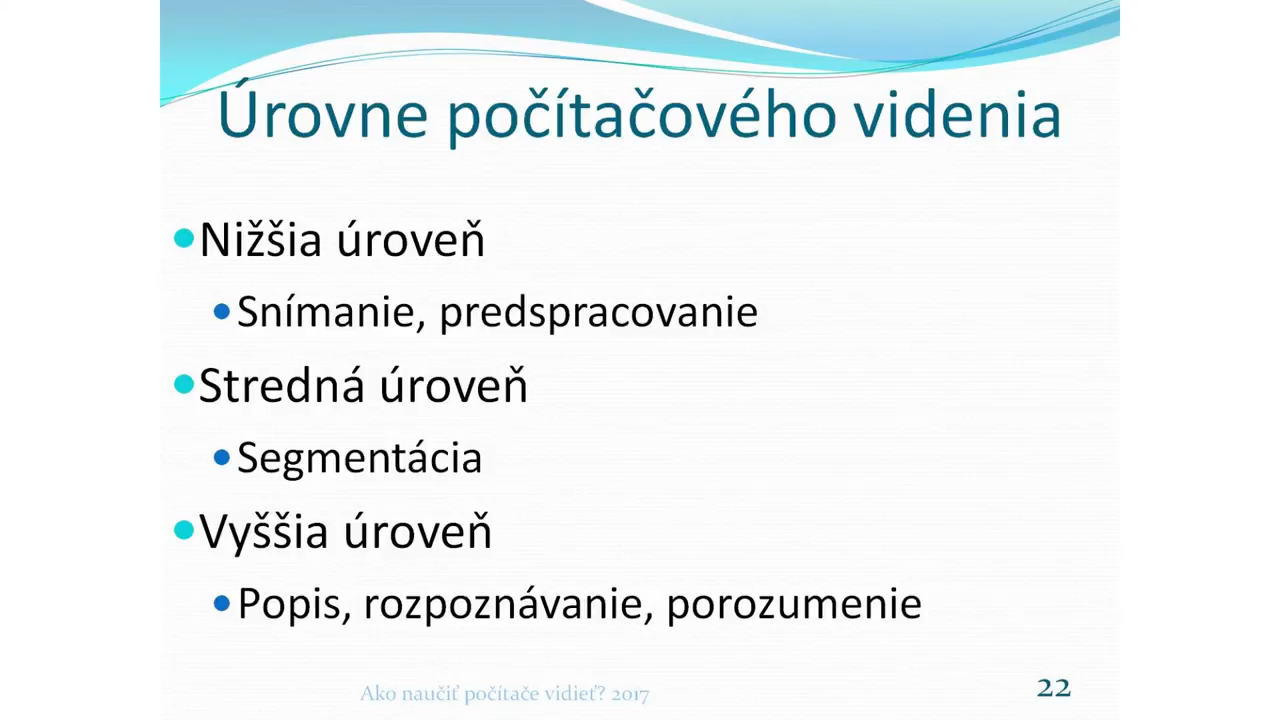 Úrovne počítačového videnia
•Nižšia úroveň
•Snímanie, predspracovanie
•Stredná úroveň
•Segmentácia
•Vyššia úroveň
•Popis, rozpoznávanie, porozumenie
Ako naučiť počítače vidieť? 2017
22